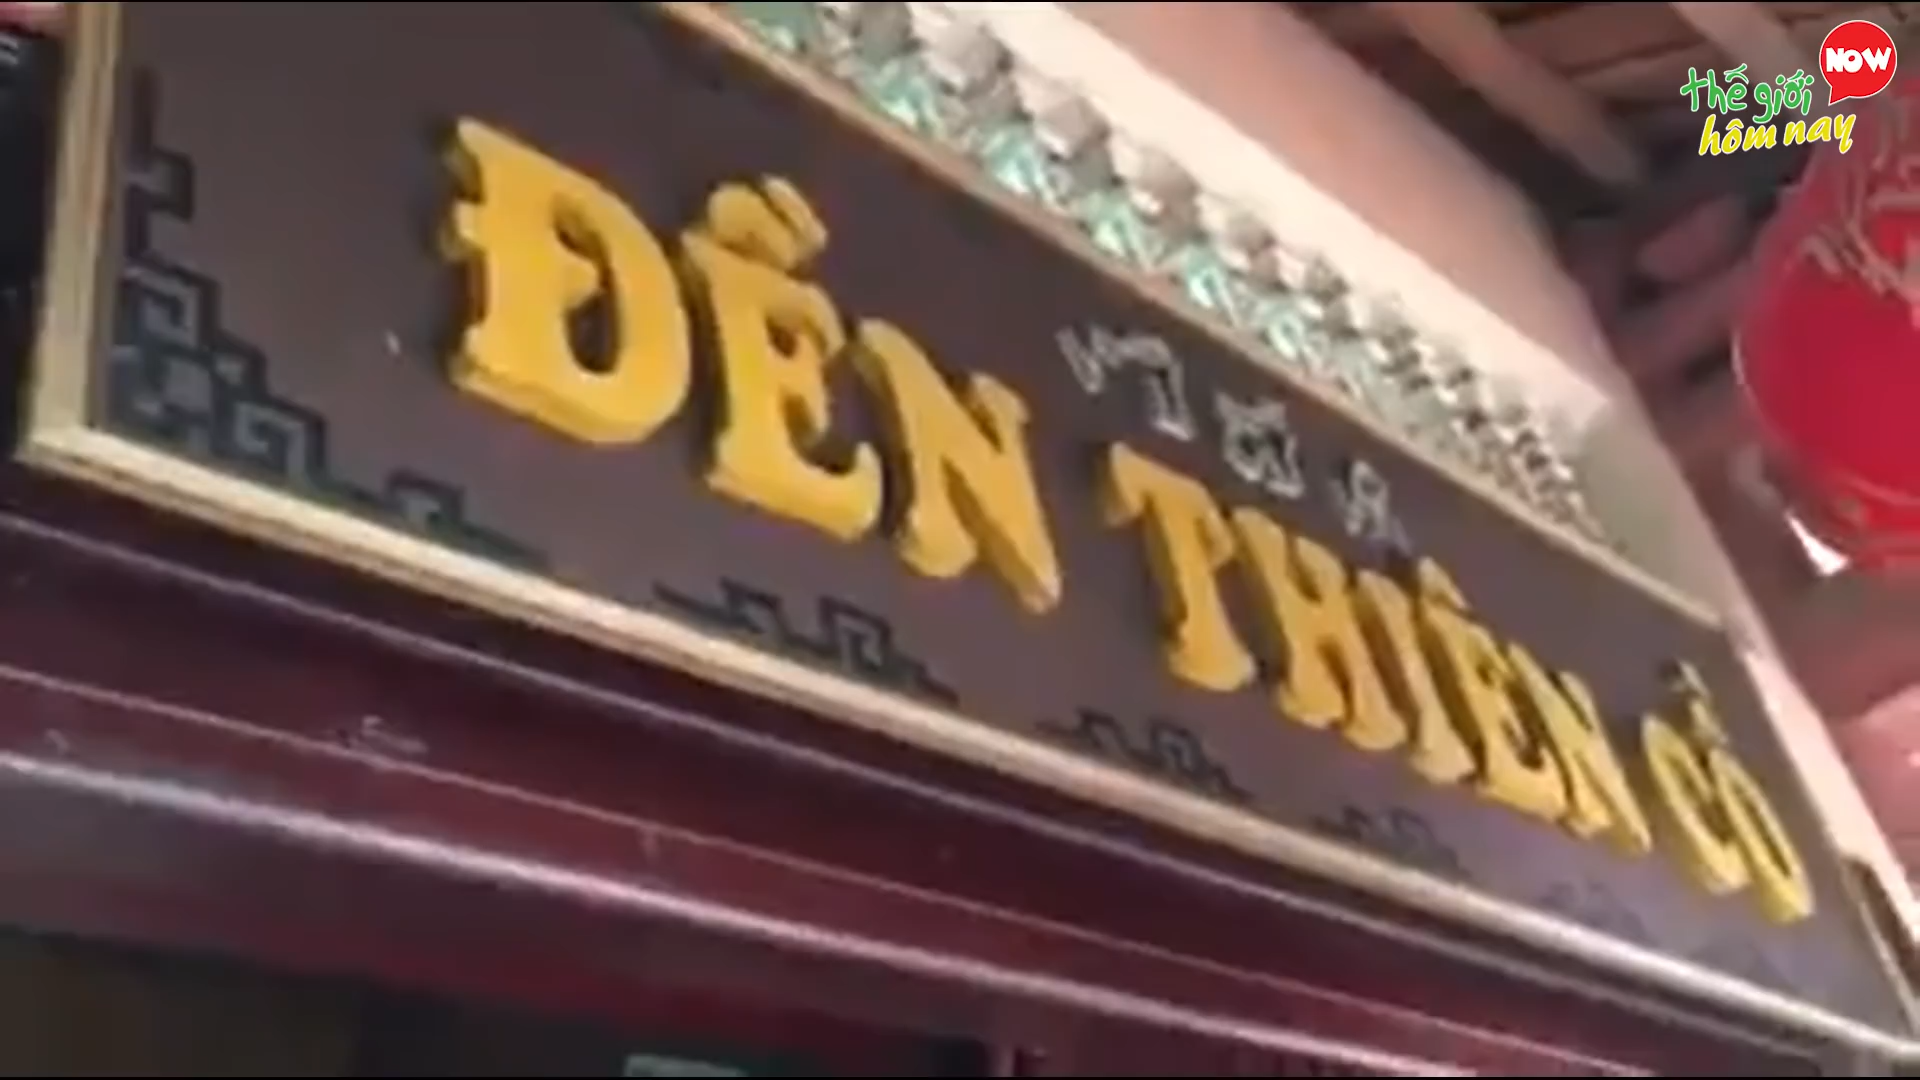 NOW
thế giới
hôm nay
ĐỀN THIÊN CỔ